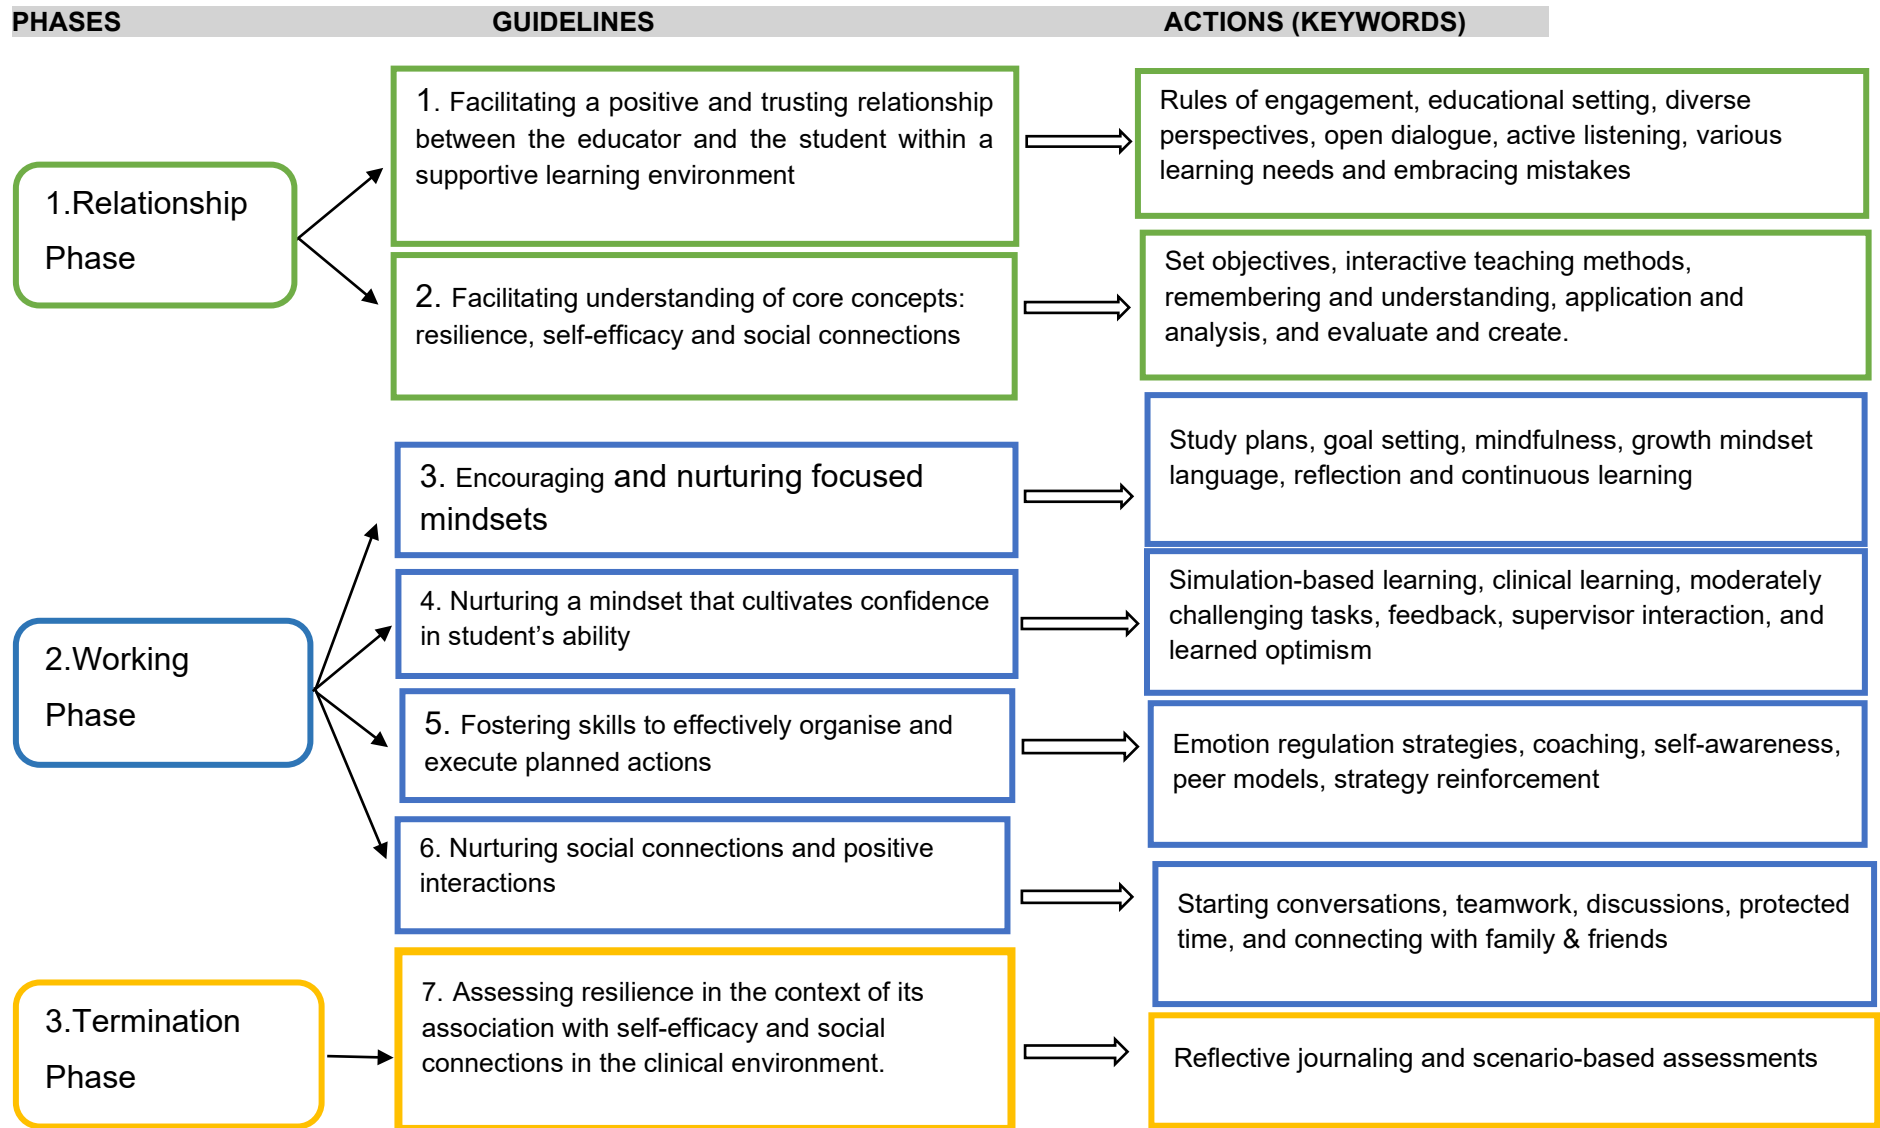 PHASES GUIDELINES ACTIONS (KEYWORDS)
1.Relationship
Phase
1. Facilitating a positive and trusting relationship
between the educator and the student within a
supportive learning environment
Rules of engagement, educational setting, diverse
perspectives, open dialogue, active listening, various
learning needs and embracing mistakes
2. Facilitating understanding of core concepts:
resilience, self-efficacy and social connections
Set objectives, interactive teaching methods,
remembering and understanding, application and
analysis, and evaluate and create.
2.Working
Phase
3. Encouraging and nurturing focused
mindsets
Study plans, goal setting, mindfulness, growth mindset
language, reflection and continuous learning
4. Nurturing a mindset that cultivates confidence
in student’s ability
Simulation-based learning, clinical learning, moderately
challenging tasks, feedback, supervisor interaction, and
learned optimism
5. Fostering skills to effectively organise and
execute planned actions
Emotion regulation strategies, coaching, self-awareness,
peer models, strategy reinforcement
6. Nurturing social connections and positive
interactions
Starting conversations, teamwork, discussions, protected
time, and connecting with family & friends
3.Termination
Phase
7. Assessing resilience in the context of its
association with self-efficacy and social
connections in the clinical environment.
Reflective journaling and scenario-based assessments